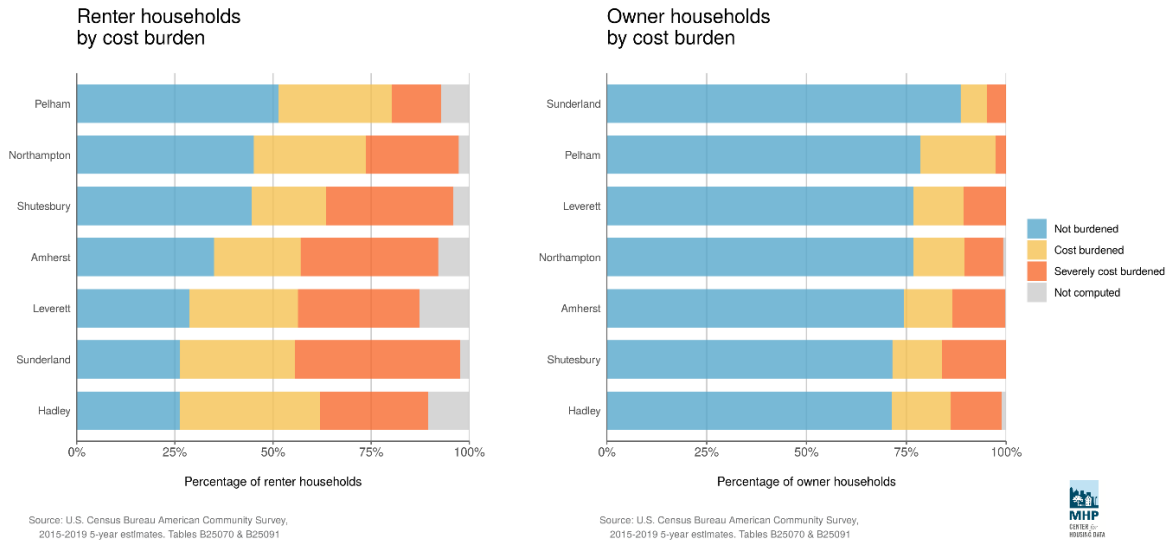 Renter households
by cost burden
Pelham
Northampton
Shutesbury
Amherst
Leverett
Sunderland
Hadley
0% 25% 50% 75% 100%
Percentage of renter households
Source: U.S. Census Bureau American Community Survey,
2015-2019 5-year estimates. Tables B25070 & B25091
Owner households
by cost burden
Sunderland
Pelham
Leverett
Northampton
Amherst
Shutesbury
Hadley
0% 25% 50% 75% 100%
Percentage of owner households
Source: U.S. Census Bureau American Community Survey,
2015-2019 5-year estimates. Tables B25070 & B25091
Not burdened
Cost burdened
Severely cost burdened
Not computed
MHP
CENTER for
HOUSING DATA